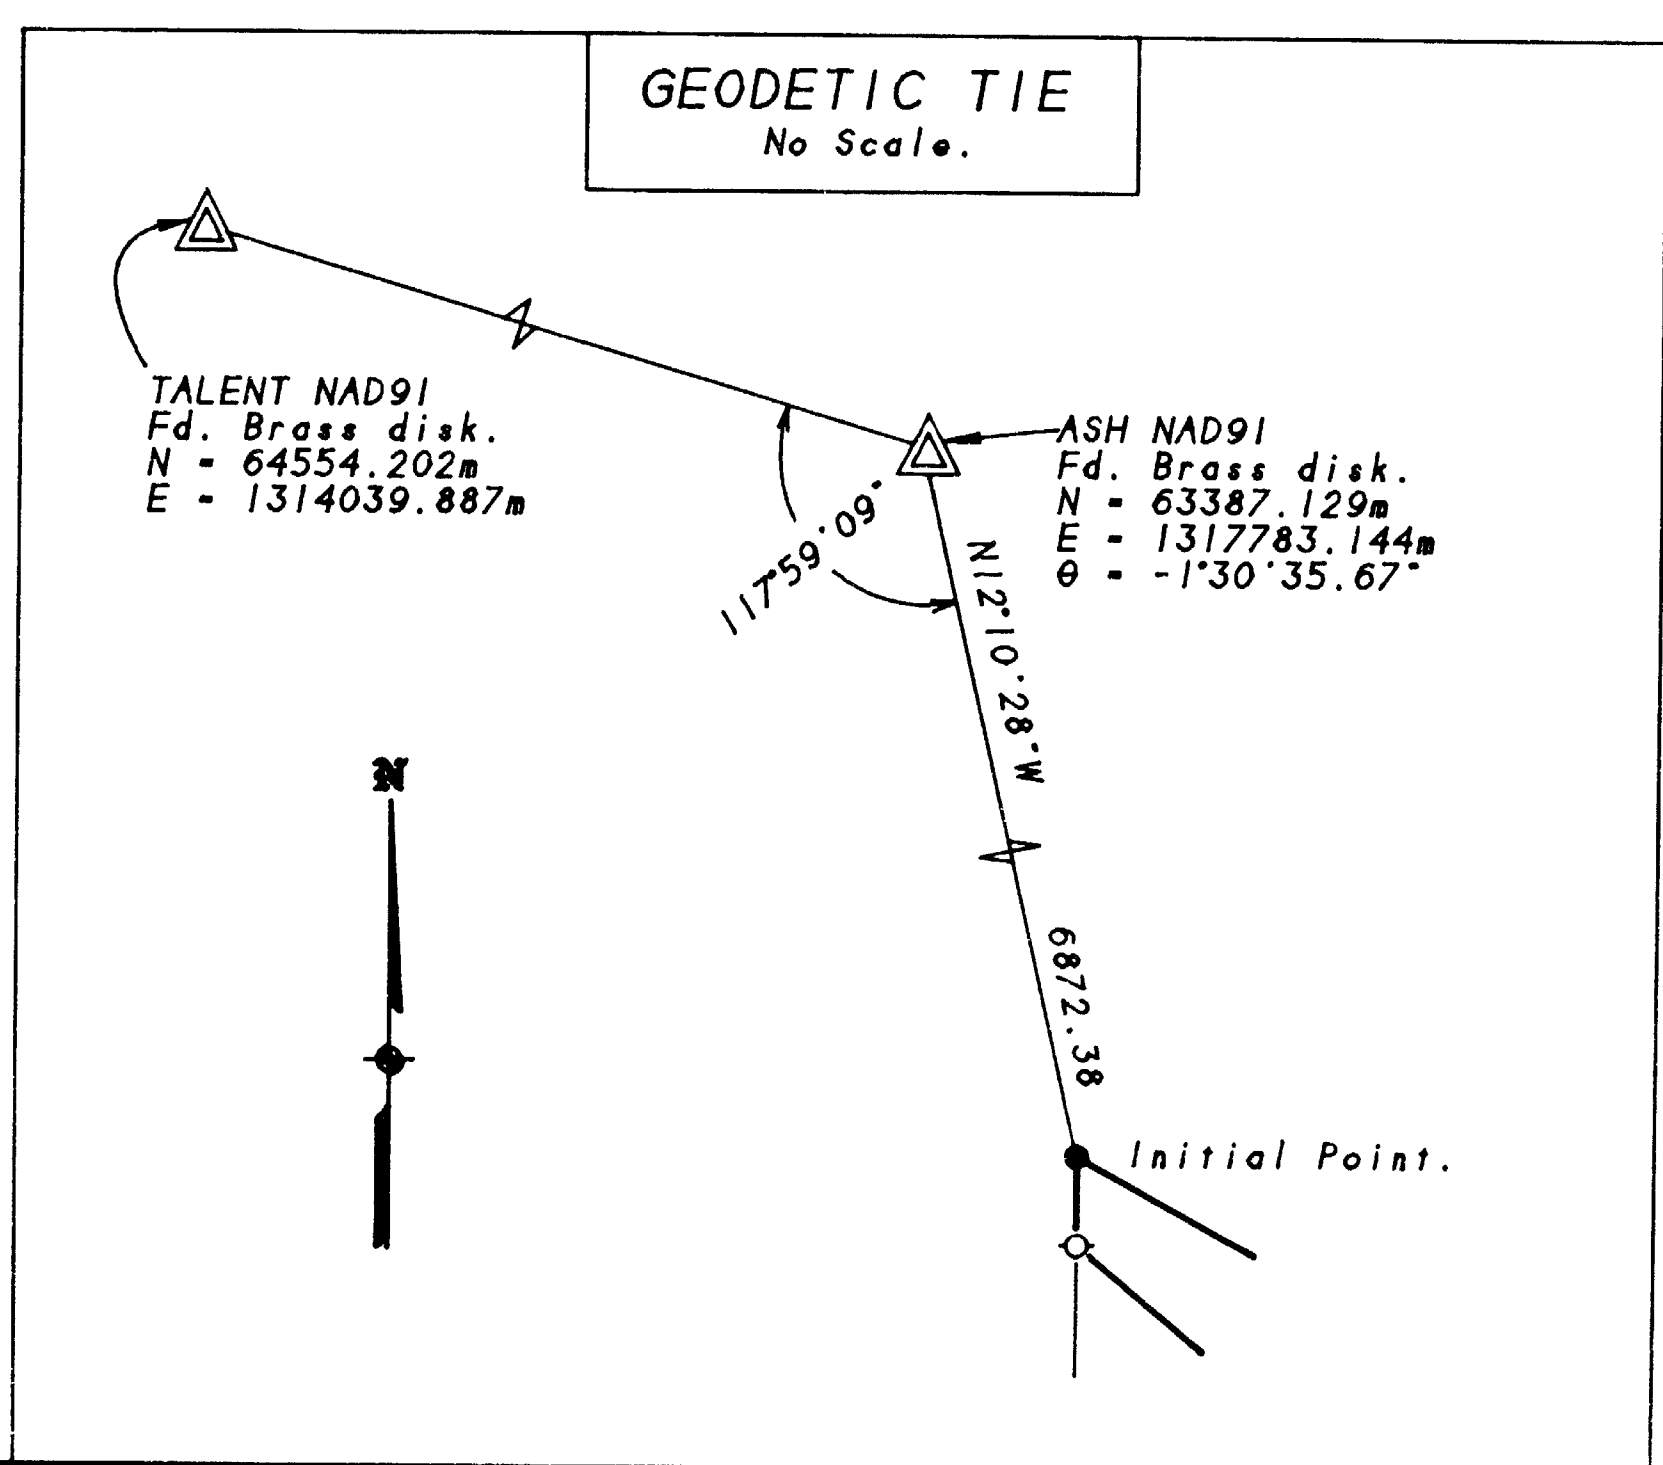 GEODETIC TIE
No Scale.
TALENT NAD91
Fd. Brass disk.
N = 64554.202m
E = 1314039.887m
ASH NAD91
Fd. Brass disk.
N = 63387.129m
E = 1317783.144m
θ = -1°30'35.67"
117°59'09"
N12°10'28"W
N
6872.38
Initial Point.